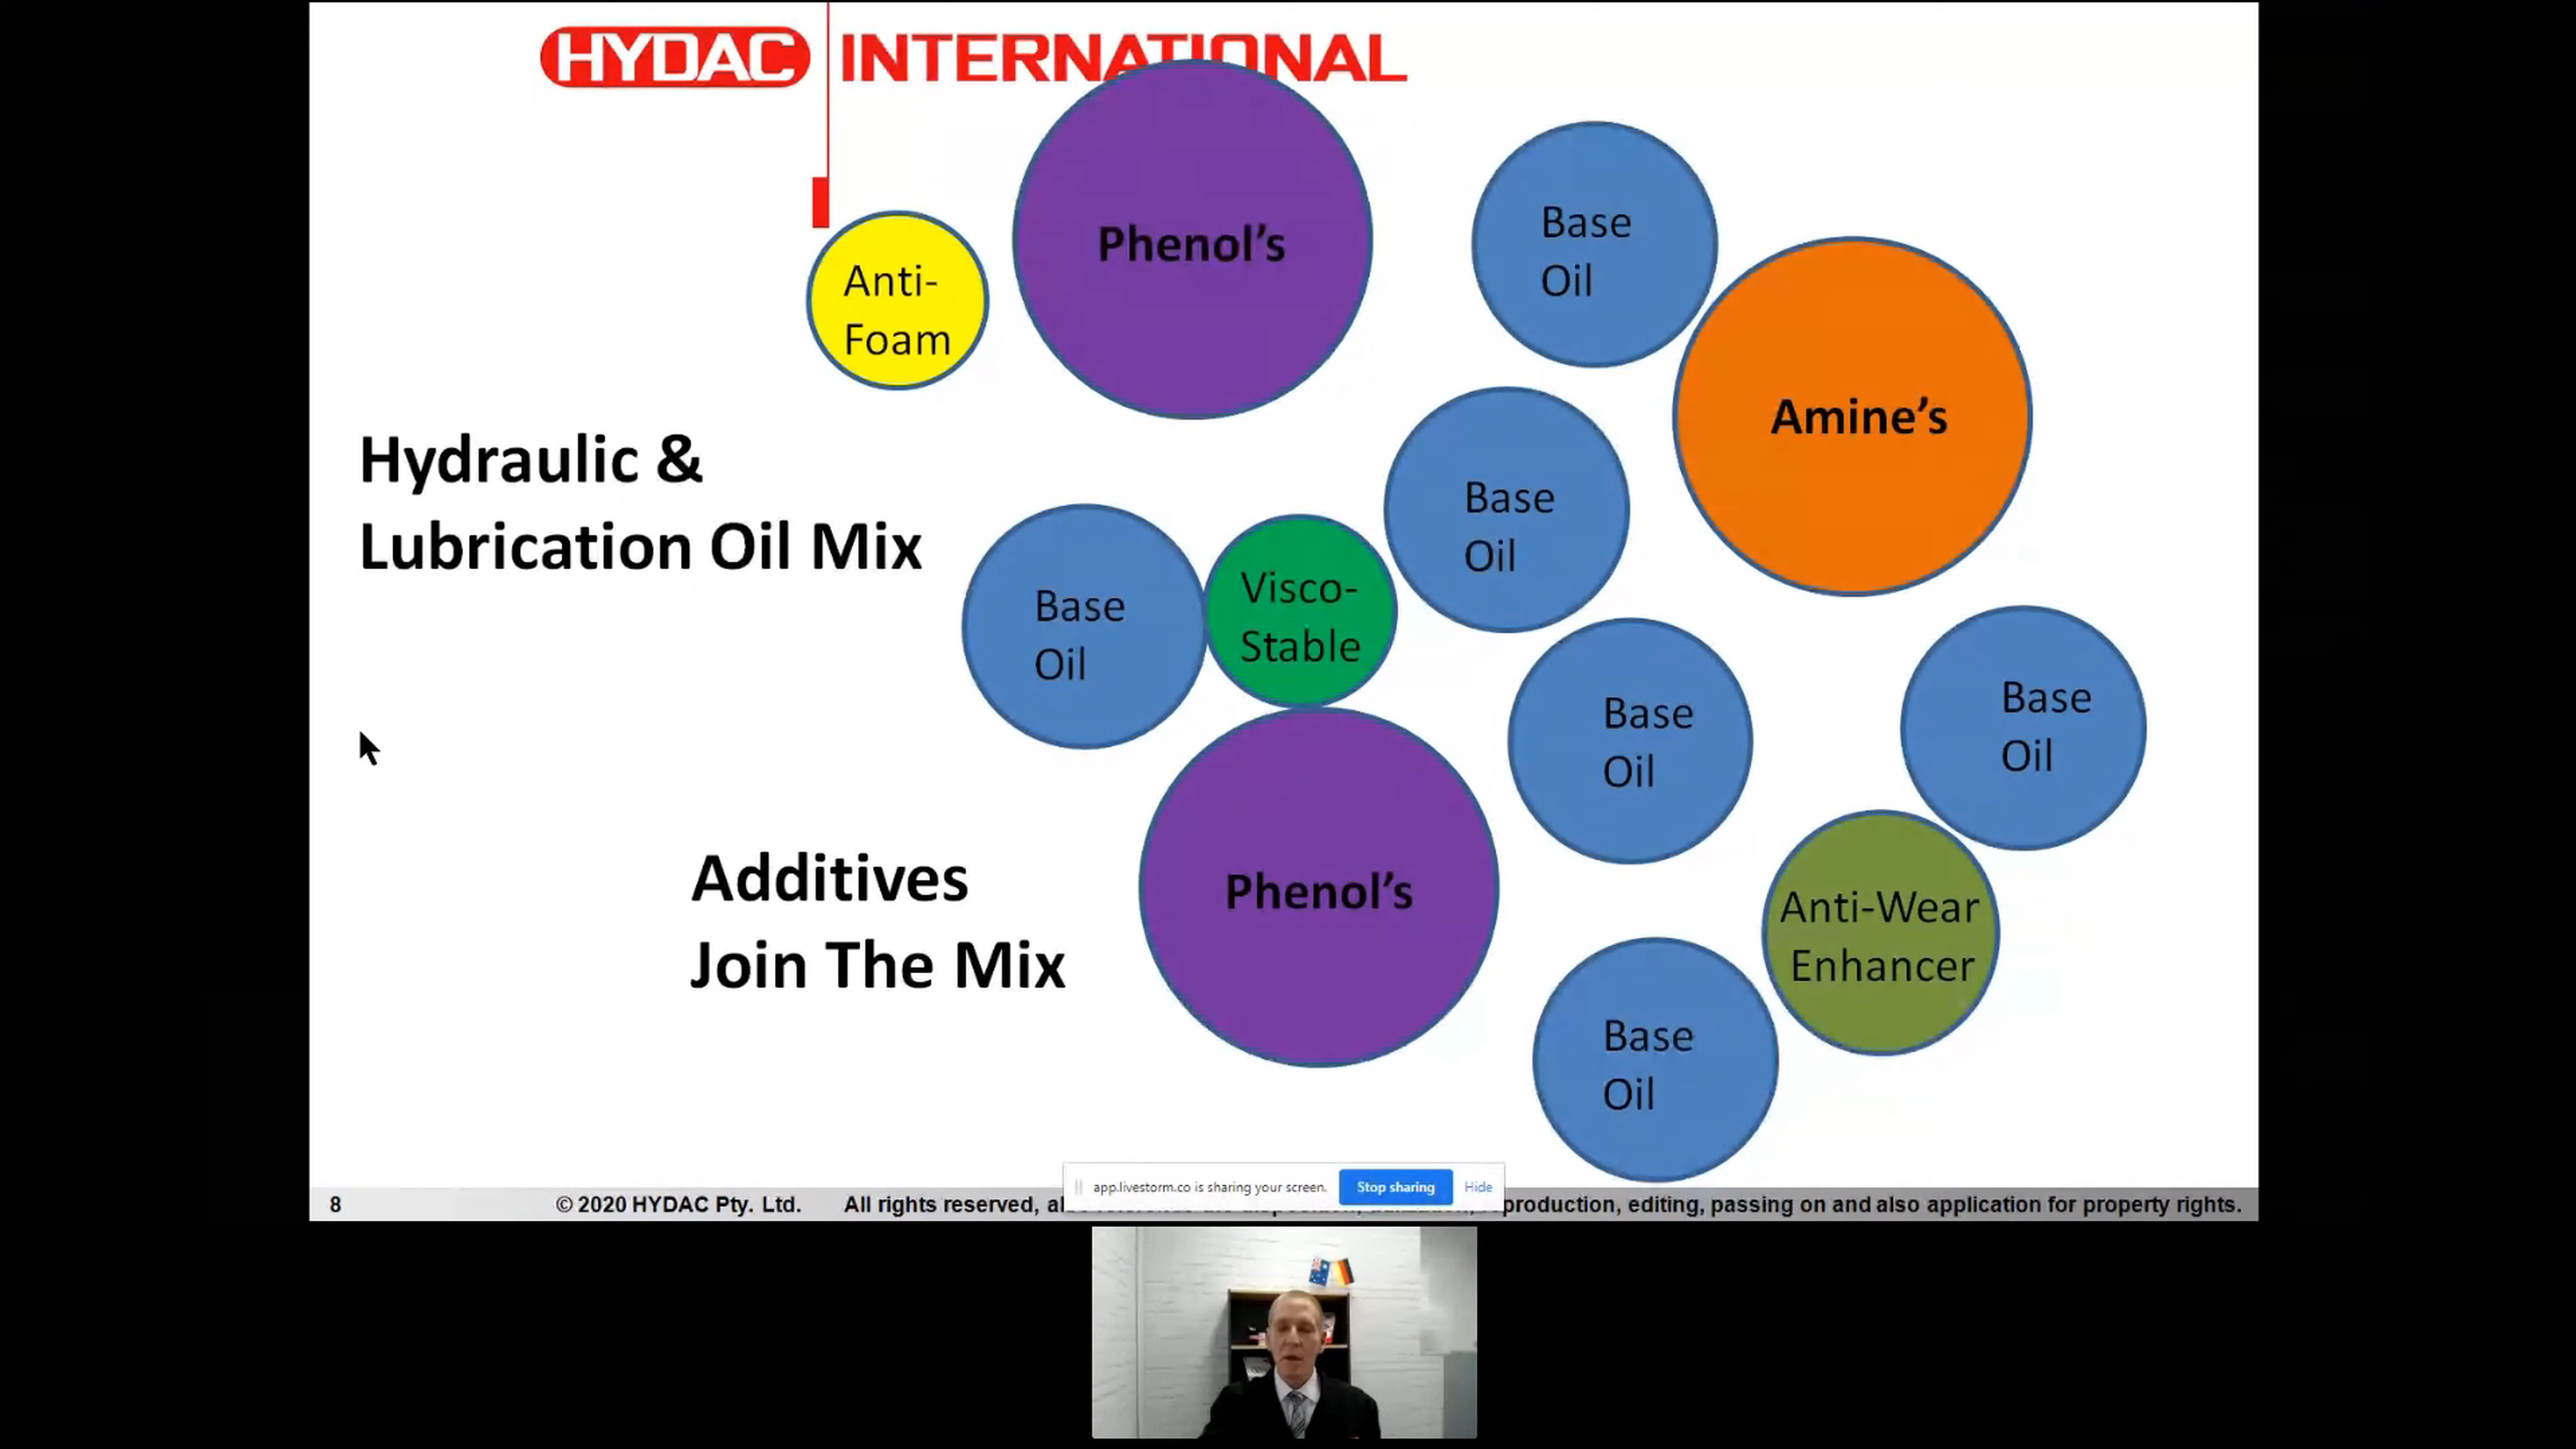 HYDAC INTERNATIONAL
Phenol's
Base
Oil
Anti-
Foam
Amine's
Hydraulic &
Lubrication Oil Mix
Base
Oil
Visco-
Stable
Base
Oil
Base
Oil
Base
Oil
Additives
Join The Mix
Phenol's
Anti-Wear
Enhancer
Base
Oil
app.livestorm.co is sharing your screen. Stop sharing Hide
8 © 2020 HYDAC Pty. Ltd. All rights reserved, production, editing, passing on and also application for property rights.